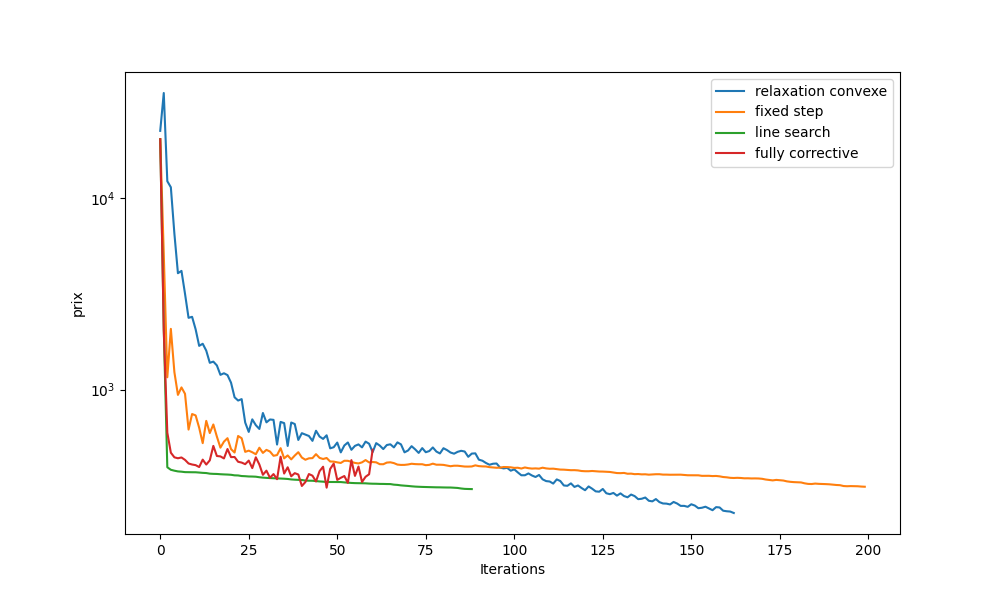 relaxation convexe
fixed step
line search
fully corrective
10^4
10^3
prix
0 25 50 75 100 125 150 175 200
Iterations